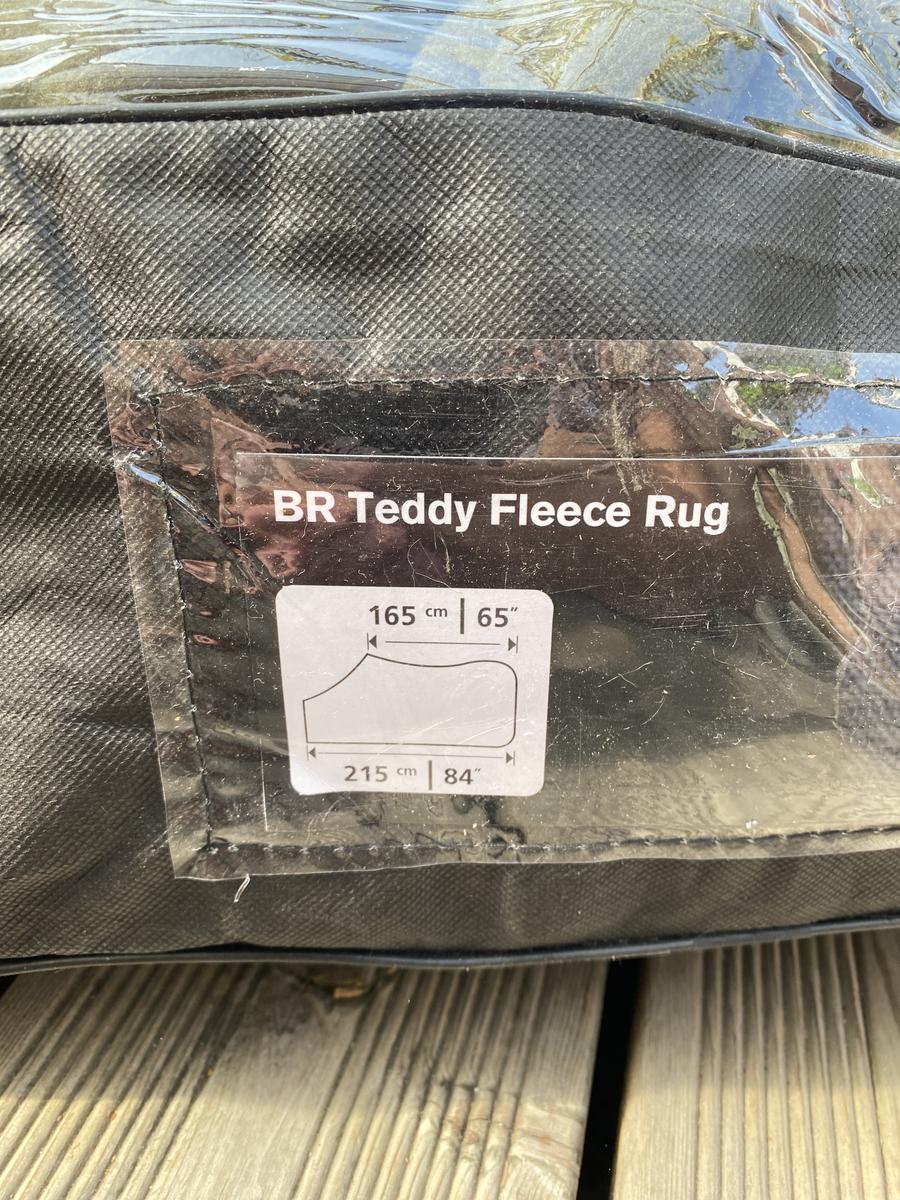 BR Teddy Fleece Rug
165 cm | 65"
215 cm | 84"